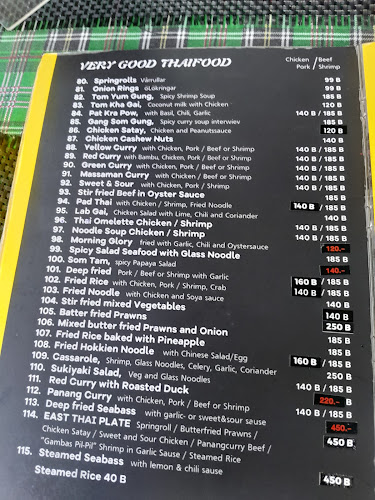 VERY GOOD THAIFOOD
Chicken / Beef
Pork / Shrimp
80. Springrolls Vårrullar 99 B
81. Onion Rings öLökringar 99 B
82. Tom Yum Gung, Spicy Shrimp Soup 185 B
83. Tom Kha Gai, Coconut milk with Chicken 120 B
84. Pat Kra Pow, with Basil, Chili, Garlic 140 B / 185 B
85. Gang Som Gung, Spicy curry soup interwiev 185 B
86. Chicken Satay, Chicken and Peanutssauce 120 B
87. Chicken Cashew Nuts 140 B
88. Yellow Curry with Chicken, Pork / Beef or Shrimp 140 B / 185 B
89. Red Curry with Bambu, Chicken, Pork / Beef or Shrimp 140 B / 185 B
90. Green Curry with Chicken, Pork / Beef or Shrimp 140 B / 185 B
91. Massaman Curry with Chicken, Pork / Beef or Shrimp 140 B / 185 B
92. Sweet & Sour with Chicken, Pork / Shrimp 140 B / 185 B
93. Stir fried Beef in Oyster Sauce 185 B
94. Pad Thai with Chicken / Shrimp, Fried Noodle 140 B / 185 B
95. Lab Gai, Chicken Salad with Lime, Chili and Coriander 140 B
96. Thai Omelette Chicken / Shrimp 140 B / 185 B
97. Noodle Soup Chicken / Shrimp 140 B / 185 B
98. Morning Glory fried with Garlic, Chili and Oystersauce 120.-
99. Spicy Salad Seafood with Glass Noodle 185 B
100. Som Tam, spicy Papaya Salad 140.-
101. Deep fried Pork / Beef or Shrimp with Garlic 140 B / 185 B
102. Fried Rice with Chicken / Pork / Shrimp, Crab 160 B / 185 B
103. Fried Noodle with Chicken and Soya sauce 140 B / 185 B
104. Stir fried mixed Vegetables 140 B
105. Batter fried Prawns 140 B
106. Mixed butter fried Prawns and Onion 250 B
107. Fried Rice baked with Pineapple 185 B
108. Fried Hokkien Noodle with Chinese Salad/Egg 185 B
109. Cassarole, Shrimp, Glass Noodles, Celery, Garlic, Coriander 160 B / 185 B
110. Sukiyaki Salad, Veg and Glass Noodles 250 B
111. Red Curry with Roasted Duck 140 B / 185 B
112. Panang Curry with Chicken, Pork / Beef or Shrimp 220.- B
113. Deep fried Seabass with garlic- or sweet&sour sause 140 B / 185 B
114. EAST THAI PLATE Springroll / Butterfried Prawns / 450.-
Chicken Satay / Sweet and Sour Chicken / Panangcurry Beef / 450 B
"Gambas Pil-Pil" Shrimp in Garlic Sauce / Steamed Rice
115. Steamed Seabass with lemon & chili sause
Steamed Rice 40 B 450 B